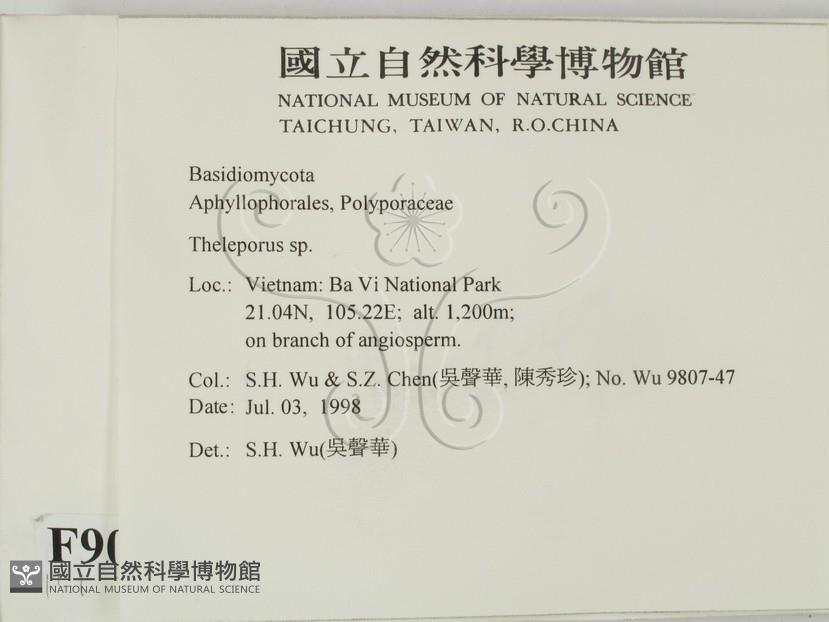 國立自然科學博物館
NATIONAL MUSEUM OF NATURAL SCIENCE
TAICHUNG, TAIWAN, R.O.CHINA
Basidiomycota
Aphyllophorales, Polyporaceae
Theleporus sp.
Loc.: Vietnam: Ba Vi National Park
21.04N, 105.22E; alt. 1,200m;
on branch of angiosperm.
Col.: S.H. Wu & S.Z. Chen(吳聲華, 陳秀珍); No. Wu 9807-47
Date: Jul. 03, 1998
Det.: S.H. Wu(吳聲華)
F90
國立自然科學博物館
NATIONAL MUSEUM OF NATURAL SCIENCE